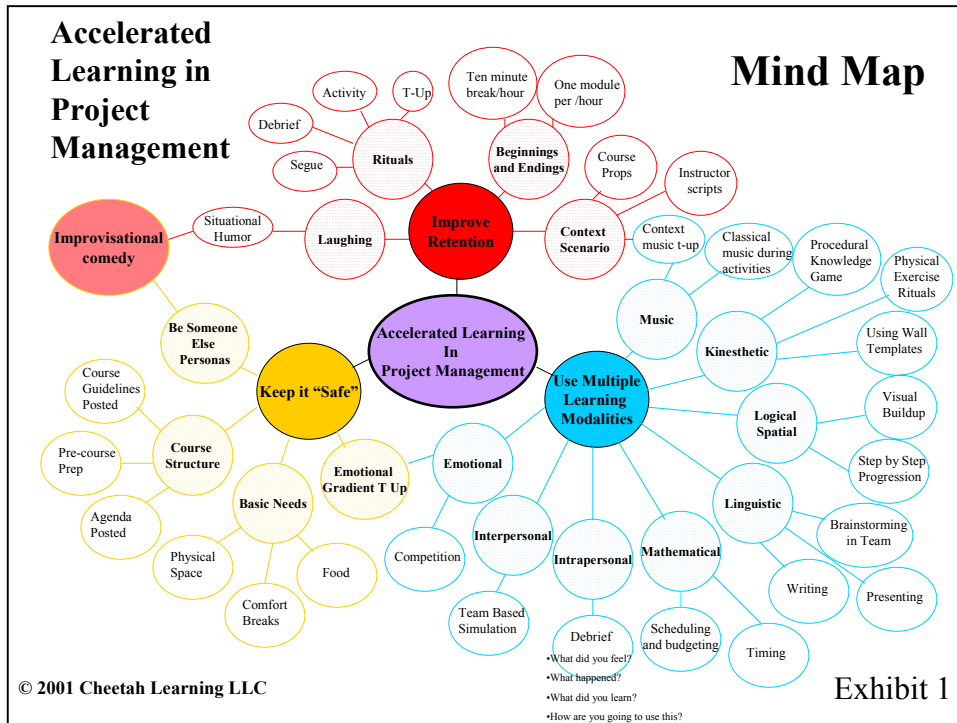 Accelerated
Learning in
Project
Management
Mind Map
Ten minute
break/hour
One module
per /hour
Activity
T-Up
Debrief
Segue
Rituals
Beginnings
and Endings
Course
Props
Instructor
scripts
Situational
Humor
Laughing
Improve
Retention
Context
Scenario
Context
music t-up
Classical
music during
activities
Procedural
Knowledge
Game
Physical
Exercise
Rituals
Improvisational
comedy
Be Someone
Else
Personas
Accelerated Learning
In
Project Management
Music
Kinesthetic
Using Wall
Templates
Course
Guidelines
Posted
Keep it “Safe”
Use Multiple
Learning
Modalities
Logical
Spatial
Visual
Buildup
Pre-course
Prep
Course
Structure
Emotional
Gradient T Up
Emotional
Step by Step
Progression
Agenda
Posted
Basic Needs
Linguistic
Brainstorming
in Team
Physical
Space
Comfort
Breaks
Food
Competition
Interpersonal
Intrapersonal
Mathematical
Writing
Presenting
Team Based
Simulation
Debrief
•What did you feel?
•What happened?
•What did you learn?
•How are you going to use this?
Scheduling
and budgeting
Timing
© 2001 Cheetah Learning LLC
Exhibit 1